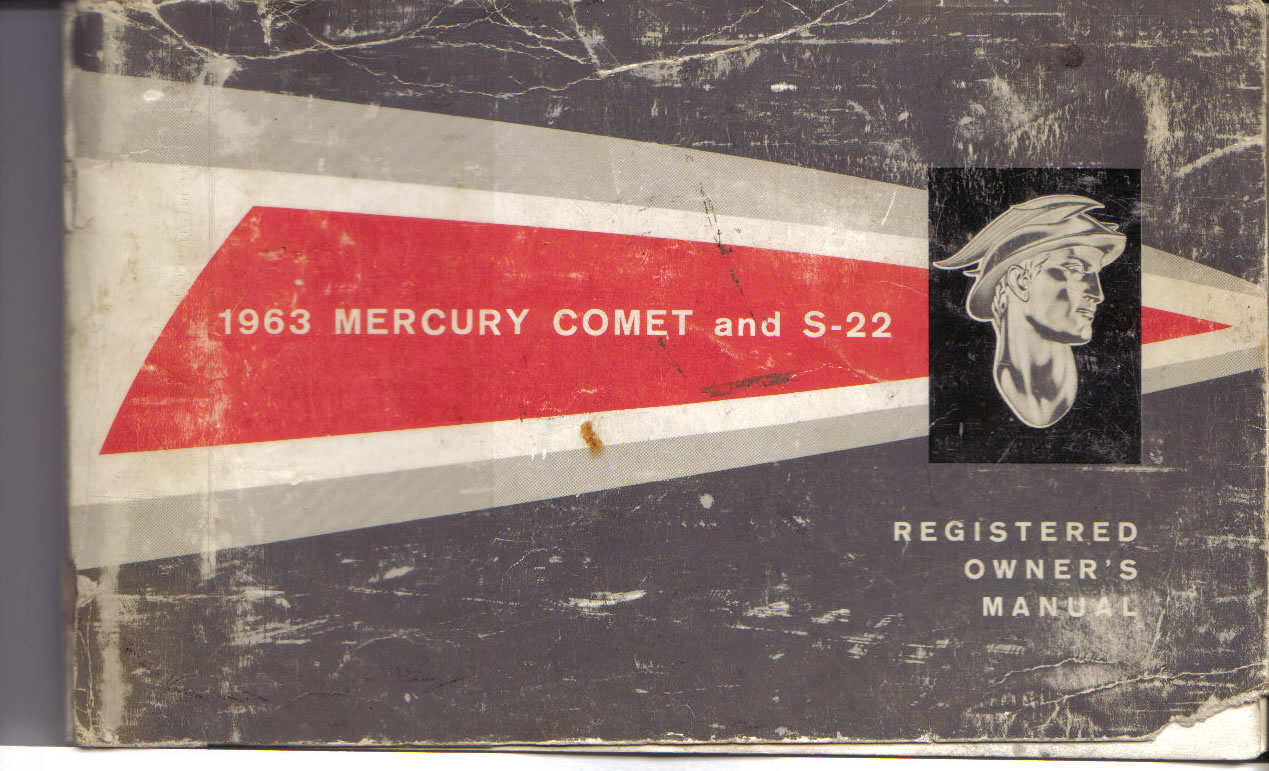 1963 MERCURY COMET and S-22
REGISTERED
OWNER'S
MANUAL